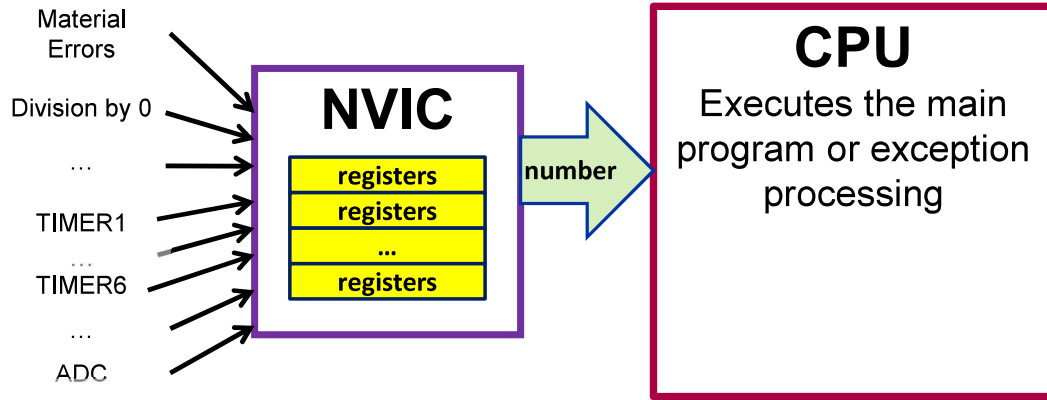 Material
Errors
Division by 0
...
TIMER1
...
TIMER6
...
ADC
NVIC
registers
registers
...
registers
number
CPU
Executes the main
program or exception
processing